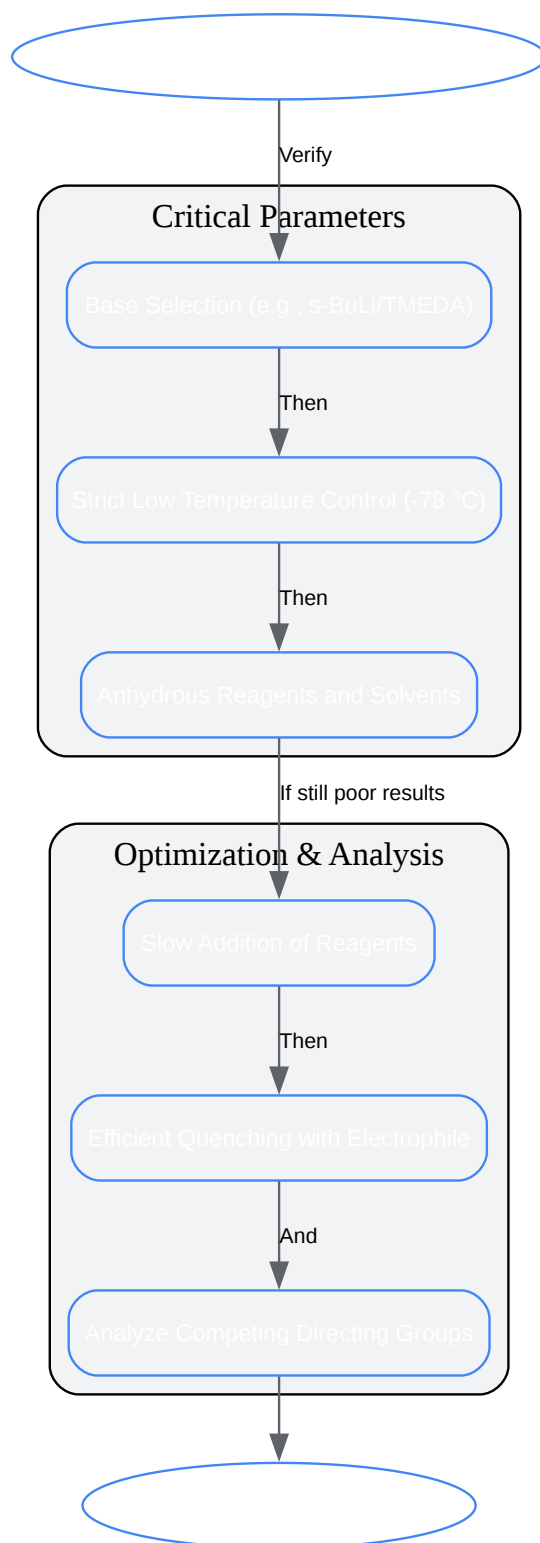 Verify
Critical Parameters
Base Selection (e.g., s-BuLi/TMEDA)
Then
Strict Low Temperature Control (-78 °C)
Then
Anhydrous Reagents and Solvents
If still poor results
Optimization & Analysis
Slow Addition of Reagents
Then
Efficient Quenching with Electrophile
And
Analyze Competing Directing Groups